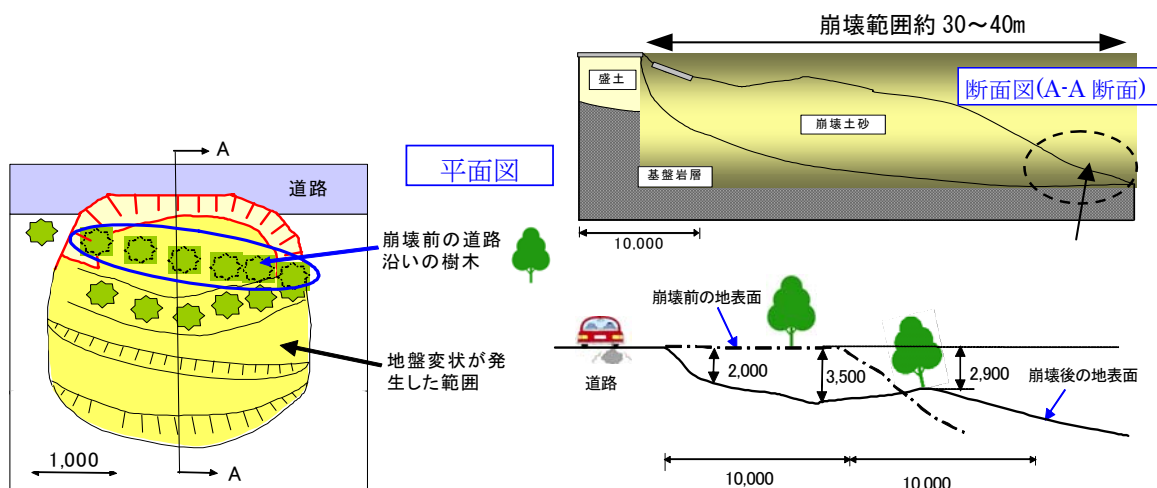 崩壊範囲約 30～40m
盛土
断面図(A-A 断面)
崩壊土砂
基盤岩層
10,000
平面図
A
道路
崩壊前の道路
沿いの樹木
地盤変状が発
生した範囲
1,000
A
崩壊前の地表面
道路
2,000
3,500
2,900
崩壊後の地表面
10,000
10,000